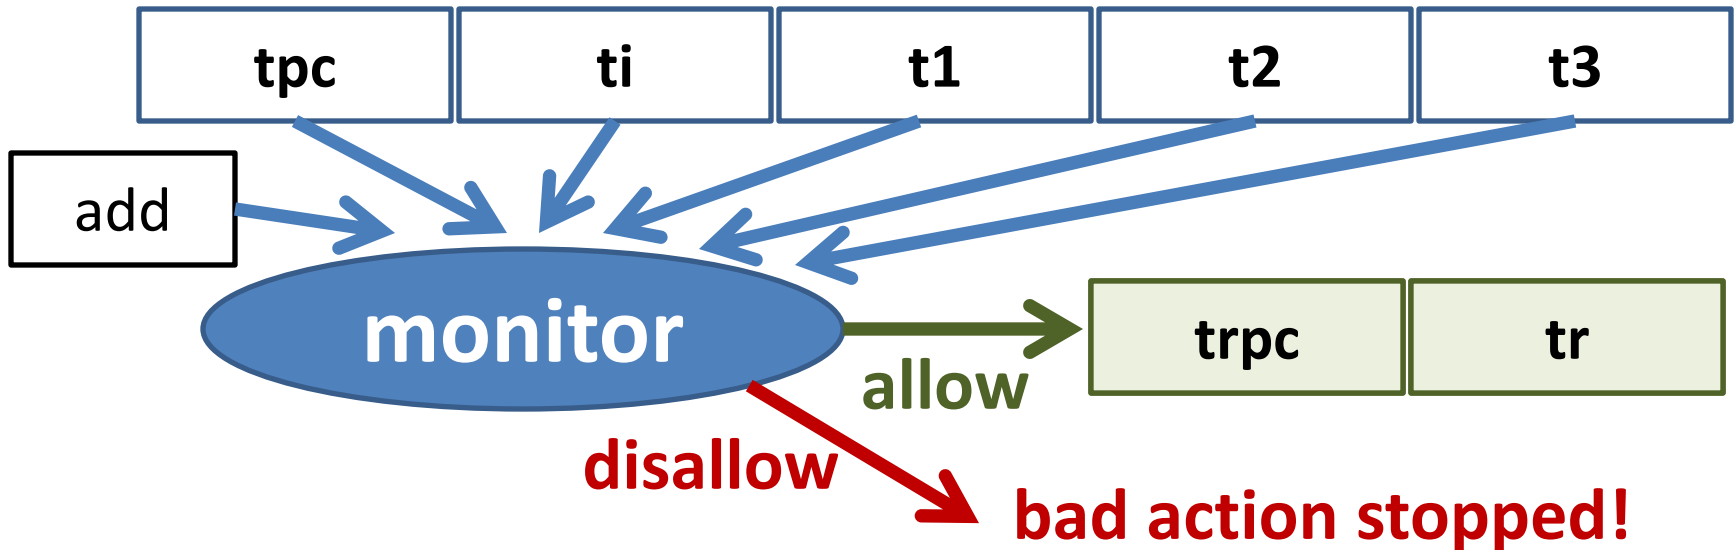 tpc ti t1 t2 t3
add
monitor
allow
trpc tr
disallow
bad action stopped!